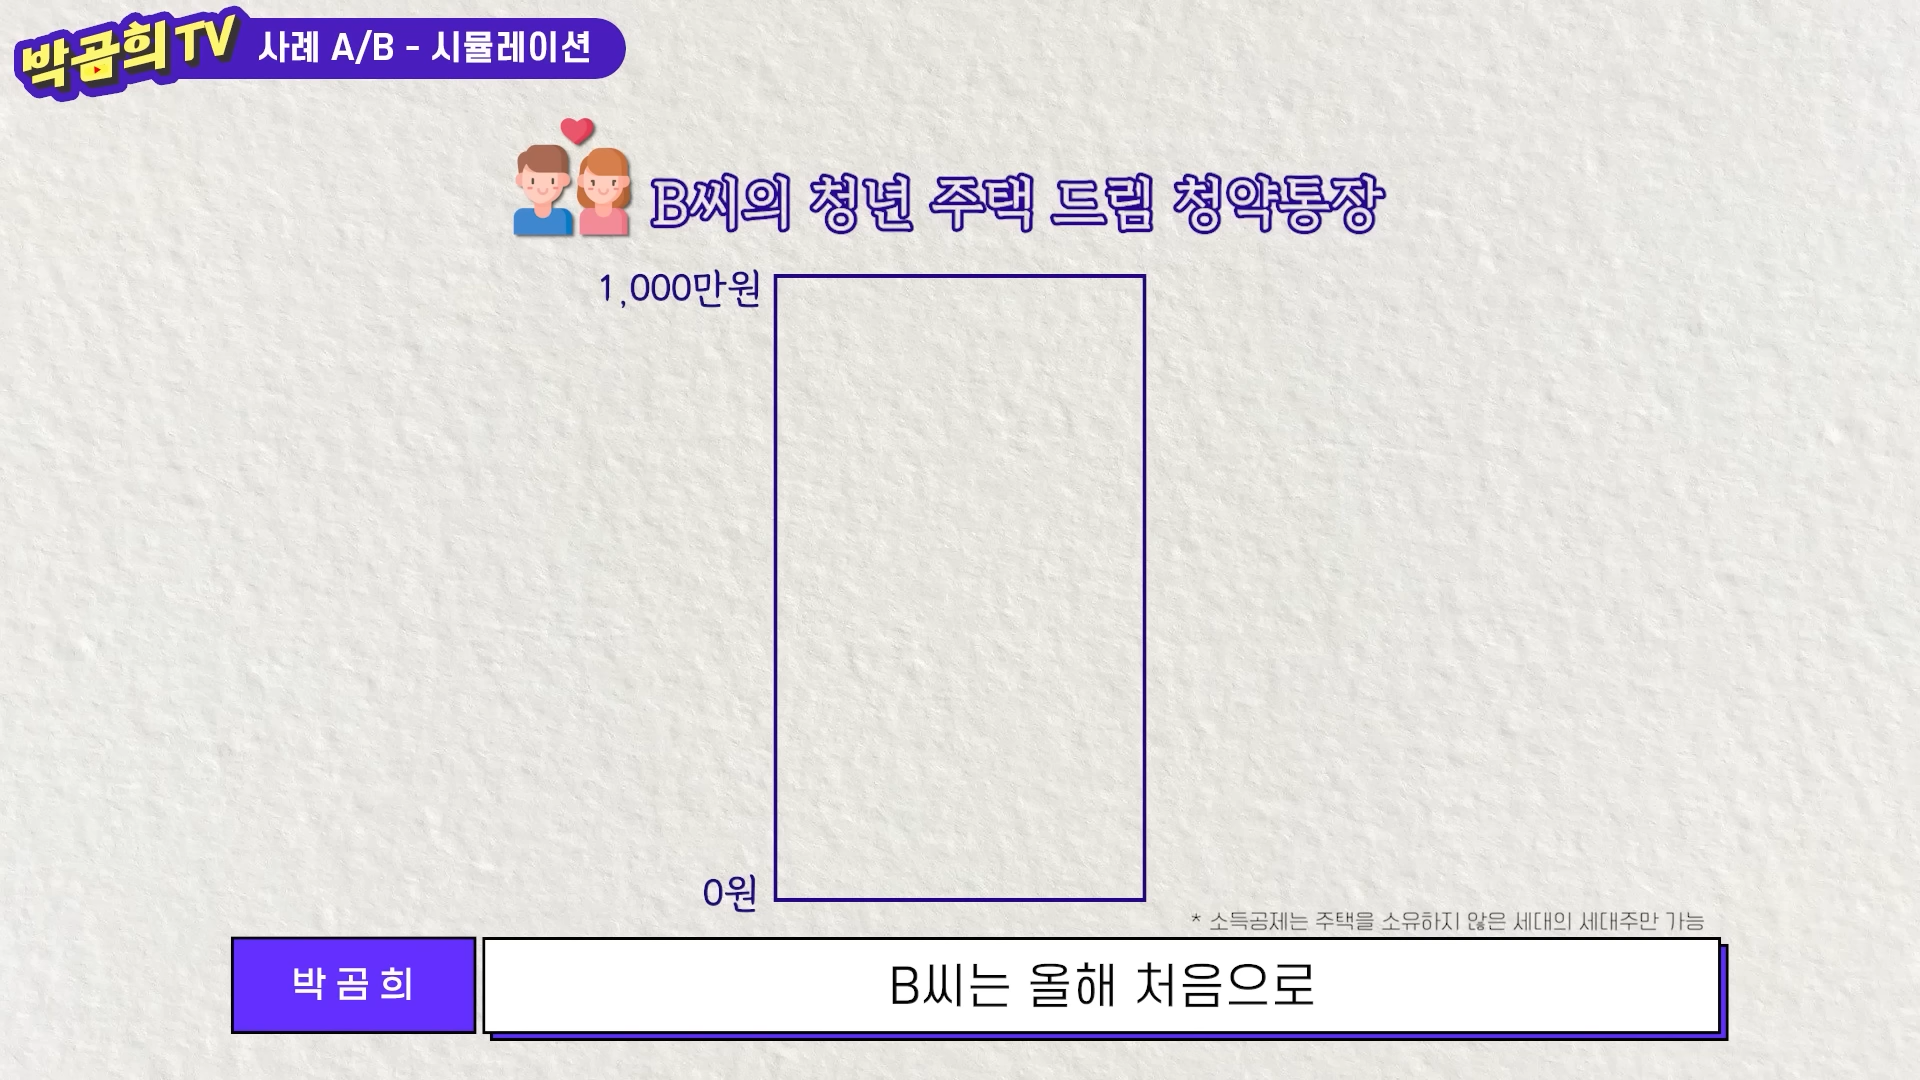 박곰희TV 사례 A/B - 시뮬레이션
B씨의 청년 주택 드림 청약통장
1,000만원
0원
* 소득공제는 주택을 소유하지 않은 세대의 세대주만 가능
박곰희
B씨는 올해 처음으로